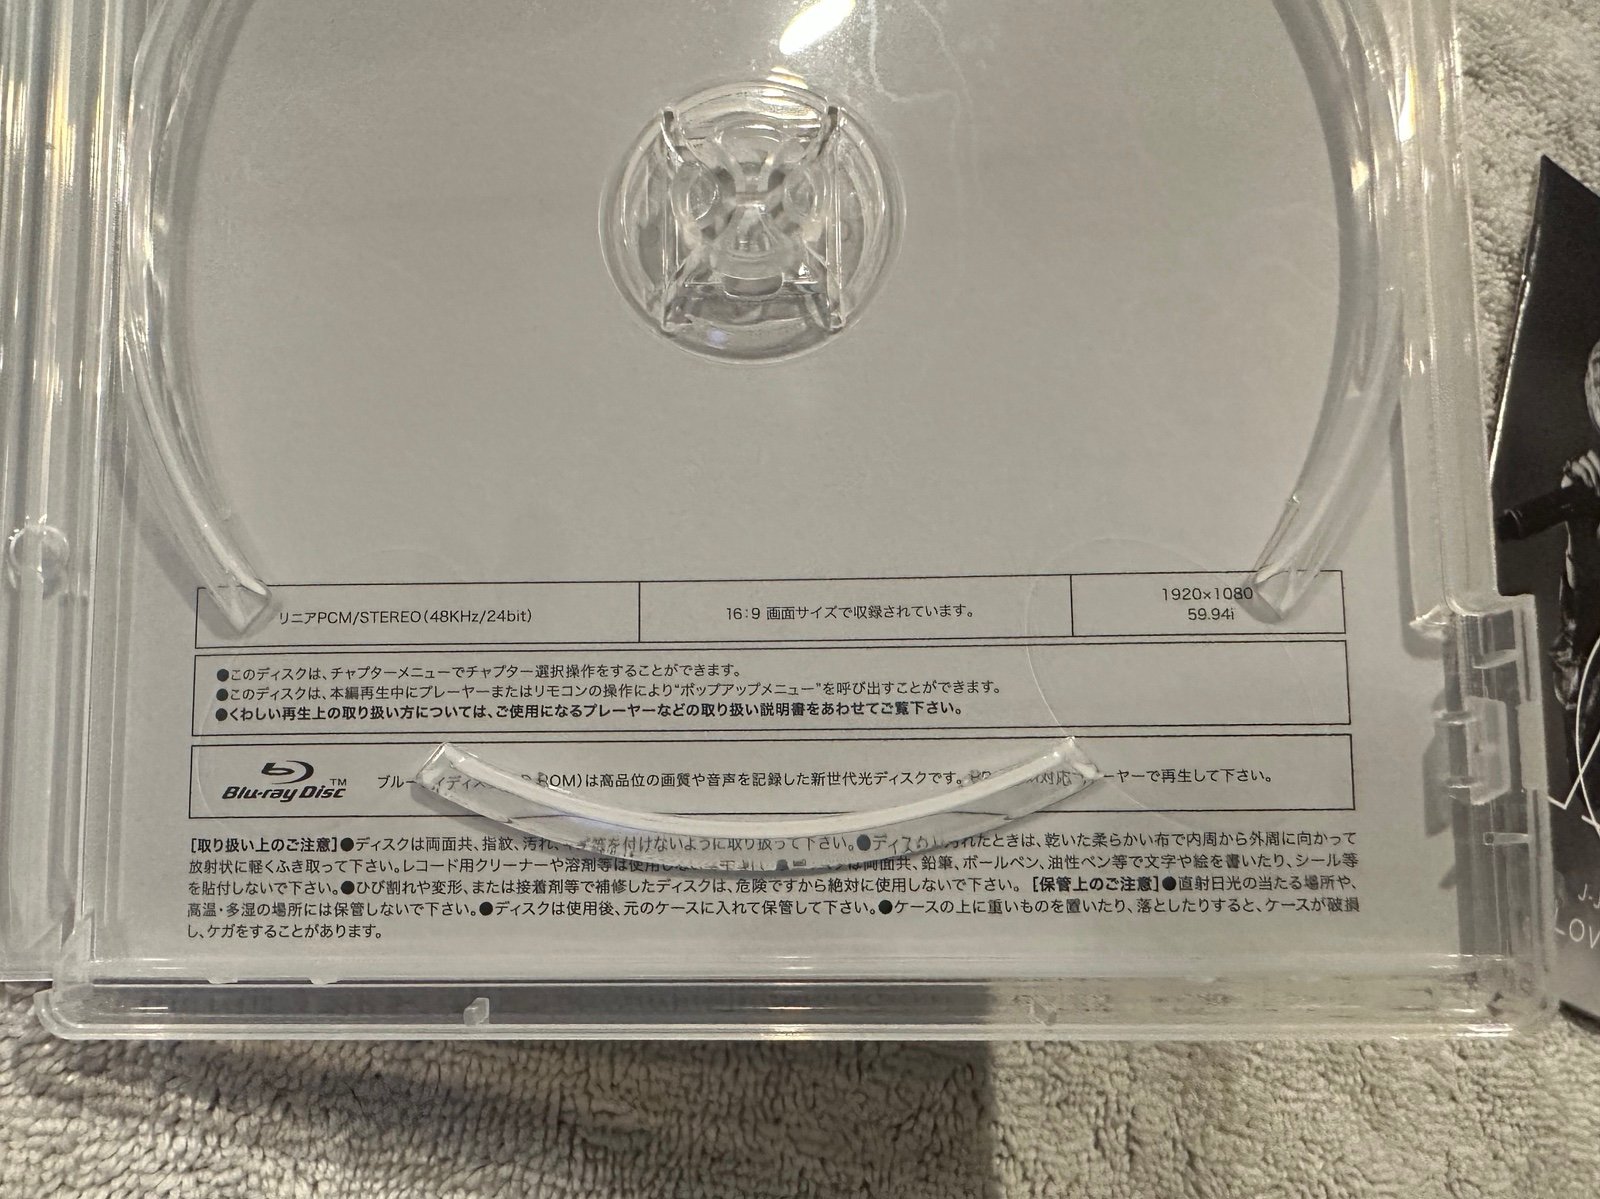 リニアPCM/STEREO(48KHz/24bit)
16:9 画面サイズで収録されています。
1920×1080
59.94i
●このディスクは、チャプターメニューでチャプター選択操作をすることができます。
●このディスクは、本編再生中にプレーヤーまたはリモコンの操作により“ポップアップメニュー”を呼び出すことができます。
●くわしい再生上の取り扱い方については、ご使用になるプレーヤーなどの取り扱い説明書をあわせてご覧下さい。
Blu-ray Disc™
ROM)は高品位の画質や音声を記録した新世代光ディスクです。 対応 ーヤーで再生して下さい。
[取り扱い上のご注意]●ディスクは両面共、指紋、汚れ、 等を付けないように取り扱って下さい。●ディスク れたときは、乾いた柔らかい布で内周から外周に向かって
放射状に軽くふき取って下さい。レコード用クリーナーや溶剤等は使用しな は両面共、鉛筆、ボールペン、油性ペン等で文字や絵を書いたり、シール等
を貼付しないで下さい。●ひび割れや変形、または接着剤等で補修したディスクは、危険ですから絶対に使用しないで下さい。 [保管上のご注意]●直射日光の当たる場所や、
高温・多湿の場所には保管しないで下さい。●ディスクは使用後、元のケースに入れて保管して下さい。●ケースの上に重いものを置いたり、落としたりすると、ケースが破損
し、ケガをすることがあります。